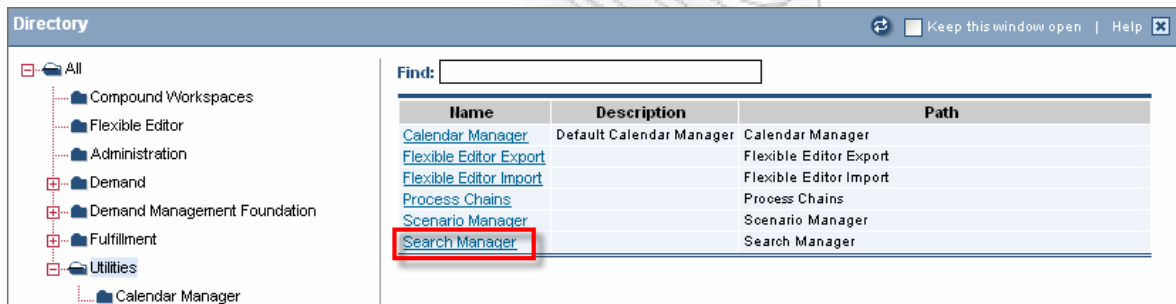 Directory
Keep this window open | Help
All
Compound Workspaces
Flexible Editor
Administration
Demand
Demand Management Foundation
Fulfillment
Utilities
Calendar Manager
Find:
Name Description Path
Calendar Manager Default Calendar Manager Calendar Manager
Flexible Editor Export Flexible Editor Export
Flexible Editor Import Flexible Editor Import
Process Chains Process Chains
Scenario Manager Scenario Manager
Search Manager Search Manager